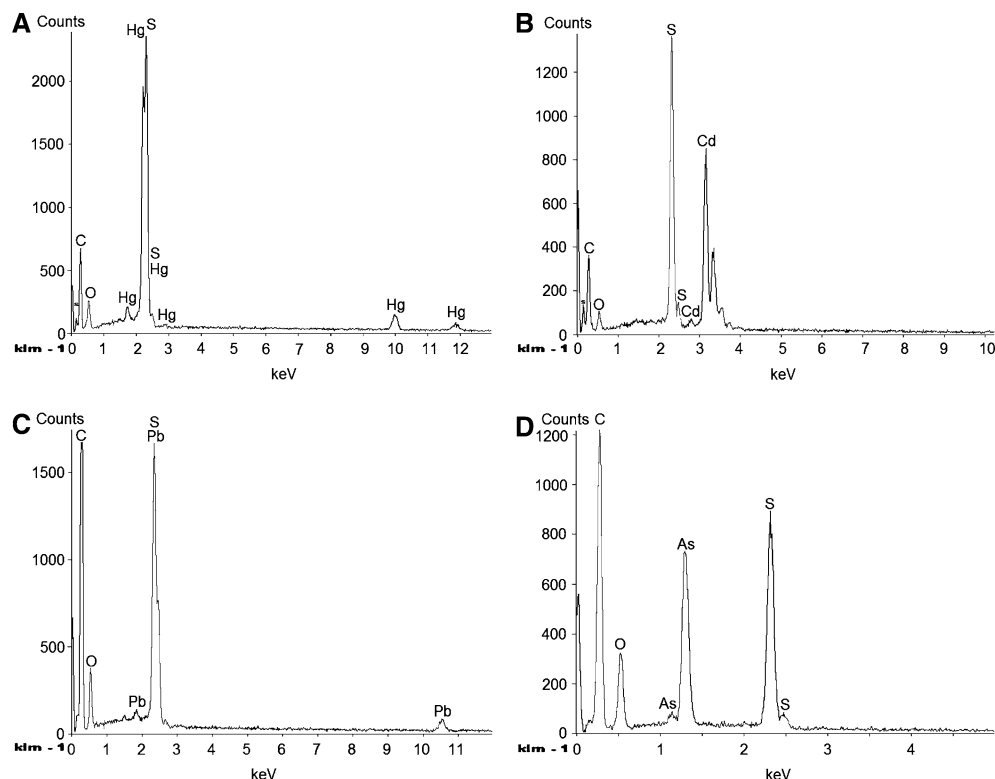 A Counts
Hg S
2000
1500
1000
C
500
S
Hg
O
Hg
Hg
Hg
Hg
0
klm - 1 0 1 2 3 4 5 6 7 8 9 10 11 12
keV
B Counts
S
1200
1000
Cd
800
600
400
C
200
S
O
Cd
0
klm - 1 0 1 2 3 4 5 6 7 8 9 10
keV
C Counts
S
C
Pb
1500
1000
500
O
Pb
Pb
0
klm - 1 0 1 2 3 4 5 6 7 8 9 10 11
keV
D Counts C
1200
1000
S
800
As
600
400
O
200
As
S
0
klm - 1 0 1 2 3 4
keV